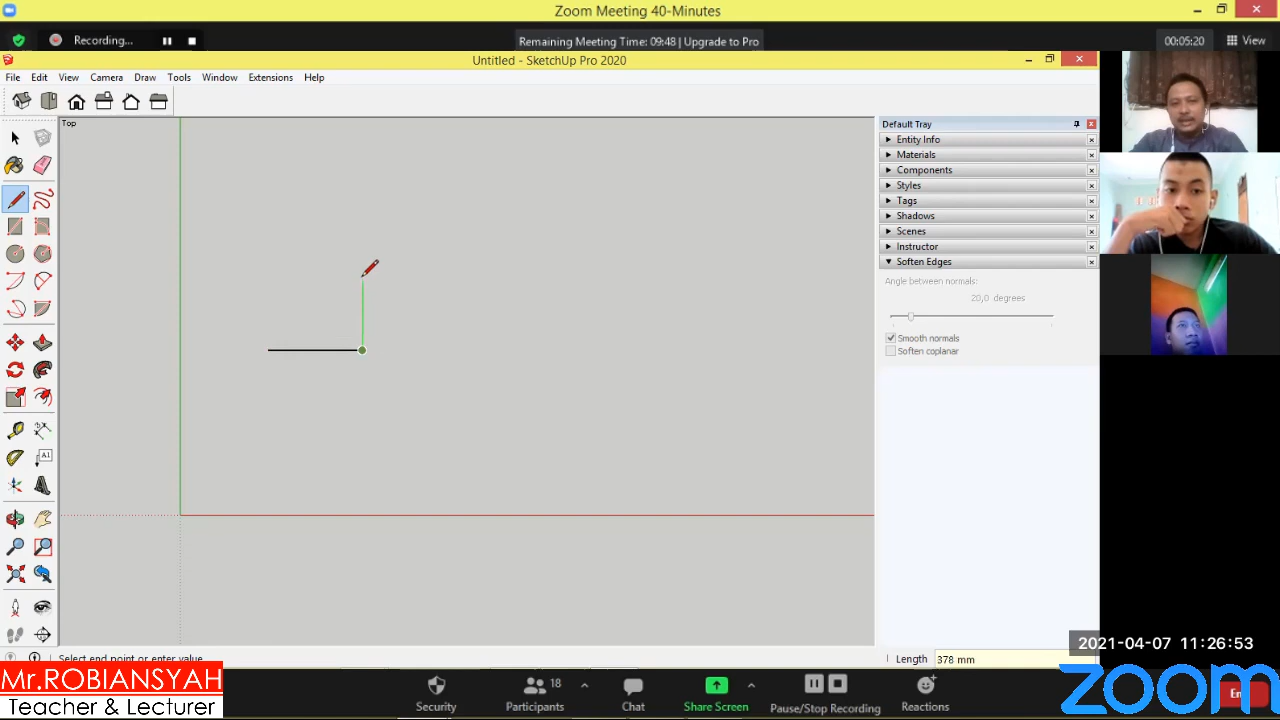 Zoom Meeting 40-Minutes
Recording...
Remaining Meeting Time: 09:48 | Upgrade to Pro
00:05:20
View
Untitled - SketchUp Pro 2020
File Edit View Camera Draw Tools Window Extensions Help
Top
Default Tray
Entity Info
Materials
Components
Styles
Tags
Shadows
Scenes
Instructor
Soften Edges
Angle between normals:
20,0 degrees
Smooth normals
Soften coplanar
A1
Select end point or enter value
Length 378 mm
2021-04-07 11:26:53
Mr.ROBIANSYAH
Teacher & Lecturer
Security
18
Participants
Chat
Share Screen
Pause/Stop Recording
Reactions
zoom